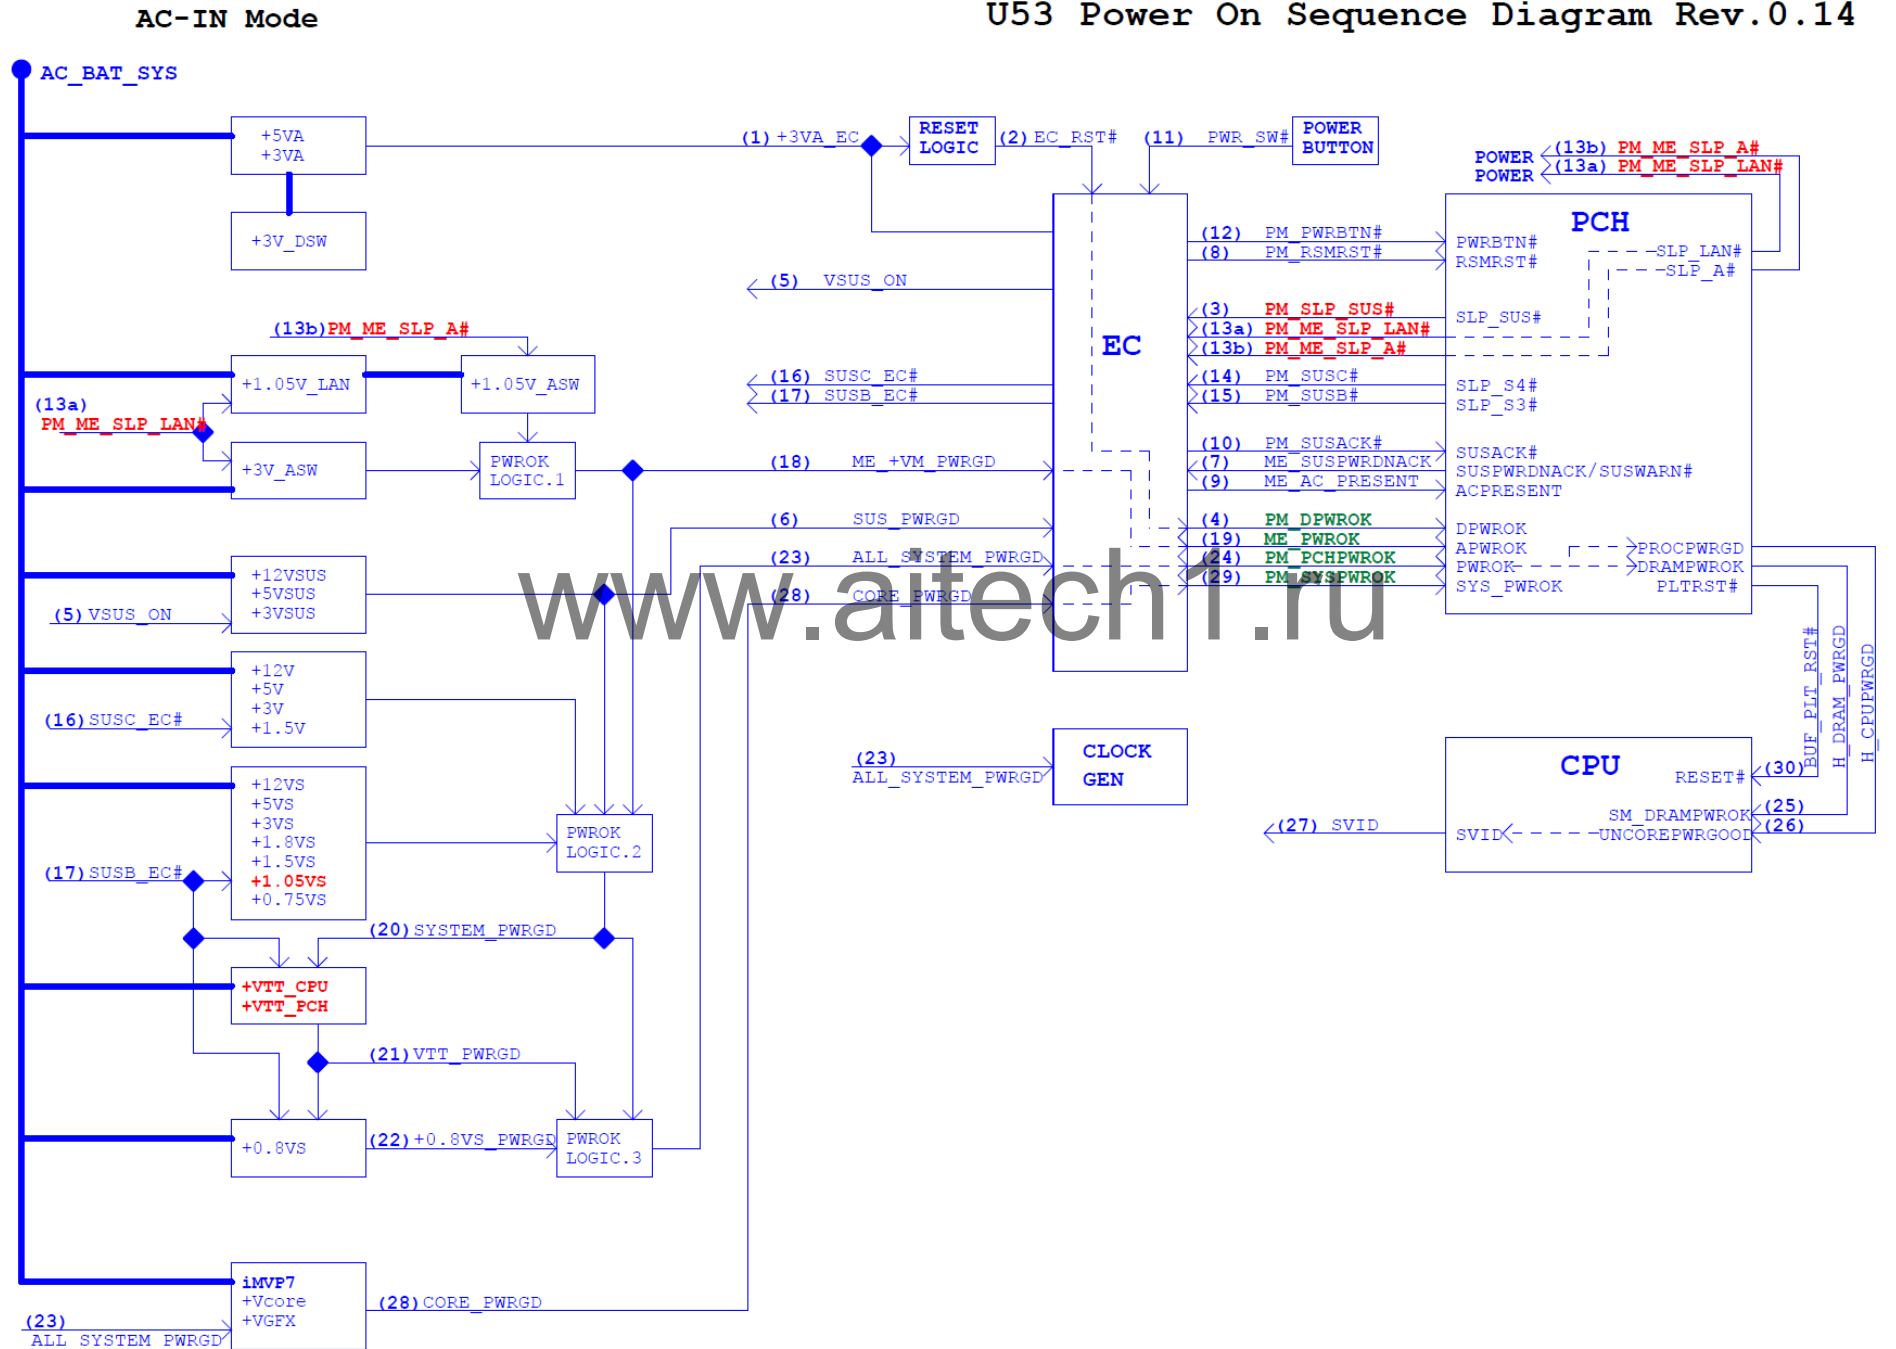 AC-IN Mode
U53 Power On Sequence Diagram Rev.0.14
AC_BAT_SYS
+5VA
+3VA
+3V_DSW
(1) +3VA_EC
RESET
LOGIC
(2) EC_RST#
(11) PWR_SW#
POWER
BUTTON
POWER (13b) PM_ME_SLP_A#
POWER (13a) PM_ME_SLP_LAN#
EC
PCH
(12) PM_PWRBTN#
(8) PM_RSMRST#
(3) PM_SLP_SUS#
(13a) PM_ME_SLP_LAN#
(13b) PM_ME_SLP_A#
(14) PM_SUSC#
(15) PM_SUSB#
(10) PM_SUSACK#
(7) ME_SUSPWRDNACK
(9) ME_AC_PRESENT
(4) PM_DPWROK
(19) ME_PWROK
(24) PM_PCHPWROK
(29) PM_SYSPWROK
PWRBTN#
RSMRST#
SLP_LAN#
SLP_A#
SLP_SUS#
SLP_S4#
SLP_S3#
SUSACK#
SUSPWRDNACK/SUSWARN#
ACPRESENT
DPWROK
APWROK
PWROK
SYS_PWROK
PROCPWRGD
DRAMPWROK
PLTRST#
(5) VSUS_ON
(16) SUSC_EC#
(17) SUSB_EC#
(18) ME_+VM_PWRGD
(6) SUS_PWRGD
(23) ALL_SYSTEM_PWRGD
(28) CORE_PWRGD
(13b) PM_ME_SLP_A#
+1.05V_LAN
+1.05V_ASW
(13a)
PM_ME_SLP_LAN#
+3V_ASW
PWROK
LOGIC.1
+12VSUS
+5VSUS
+3VSUS
(5) VSUS_ON
www.aitech1.ru
+12V
+5V
+3V
+1.5V
(16) SUSC_EC#
+12VS
+5VS
+3VS
+1.8VS
+1.5VS
+1.05VS
+0.75VS
(17) SUSB_EC#
PWROK
LOGIC.2
(20) SYSTEM_PWRGD
+VTT_CPU
+VTT_PCH
(21) VTT_PWRGD
+0.8VS
(22) +0.8VS_PWRGD
PWROK
LOGIC.3
iMVP7
+Vcore
+VGFX
(28) CORE_PWRGD
(23)
ALL_SYSTEM_PWRGD
(23)
ALL_SYSTEM_PWRGD
CLOCK
GEN
BUF_PLT_RST#
H_DRAM_PWRGD
H_CPUPWRGD
CPU
RESET#
(30)
SM_DRAMPWROK
(25)
UNCOREPWRGOOD
(26)
SVID
(27) SVID